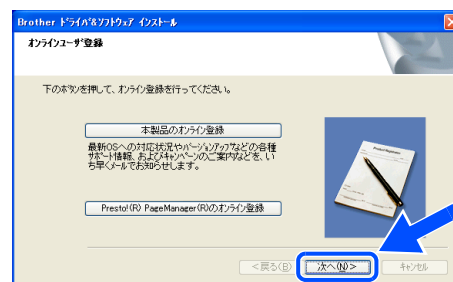 Brother ドライバ&ソフトウェア インストール
オンラインユーザ登録
下のボタンを押して、オンライン登録を行ってください。
本製品のオンライン登録
最新OSへの対応状況やバージョンアップなどの各種
サポート情報、およびキャンペーンのご案内などを、い
ち早くメールでお知らせします。
Presto!(R) PageManager(R)のオンライン登録
<戻る(B)
次へ(N)>
キャンセル